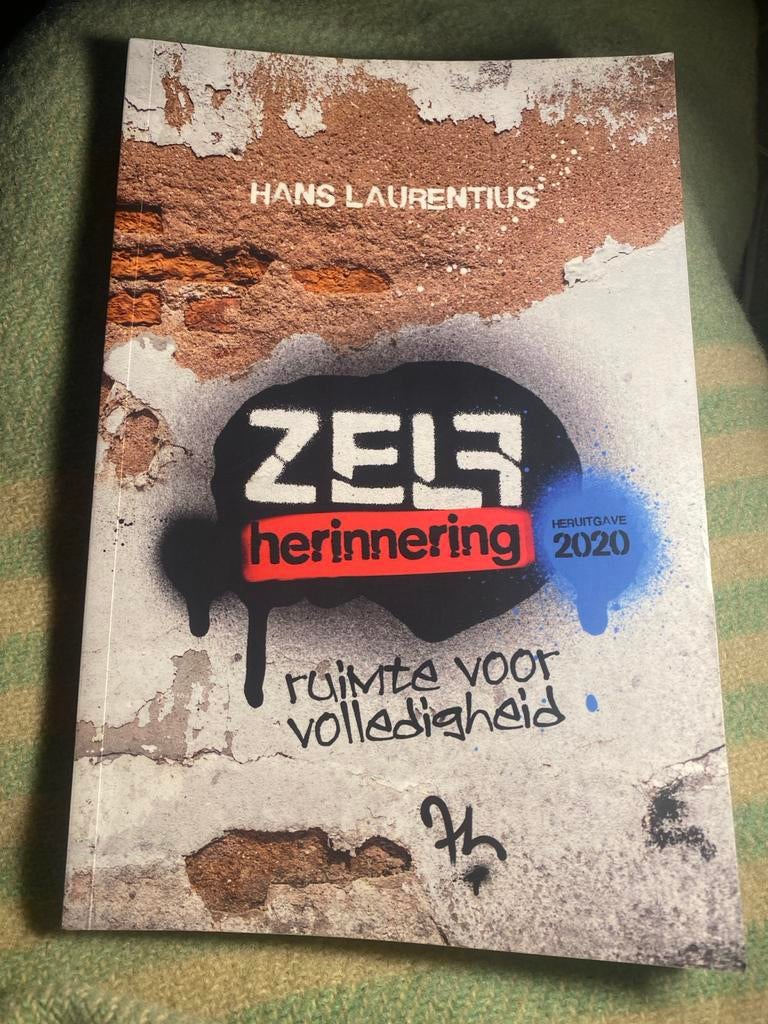 HANS LAURENTIUS
ZELF
herinnering
HERUITGAVE
2020
ruimte voor
volledigheid